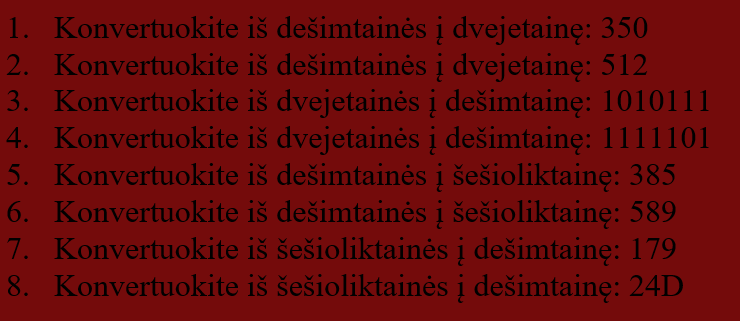 1. Konvertuokite iš dešimtainės į dvejetainę: 350
2. Konvertuokite iš dešimtainės į dvejetainę: 512
3. Konvertuokite iš dvejetainės į dešimtainę: 1010111
4. Konvertuokite iš dvejetainės į dešimtainę: 1111101
5. Konvertuokite iš dešimtainės į šešioliktainę: 385
6. Konvertuokite iš dešimtainės į šešioliktainę: 589
7. Konvertuokite iš šešioliktainės į dešimtainę: 179
8. Konvertuokite iš šešioliktainės į dešimtainę: 24D